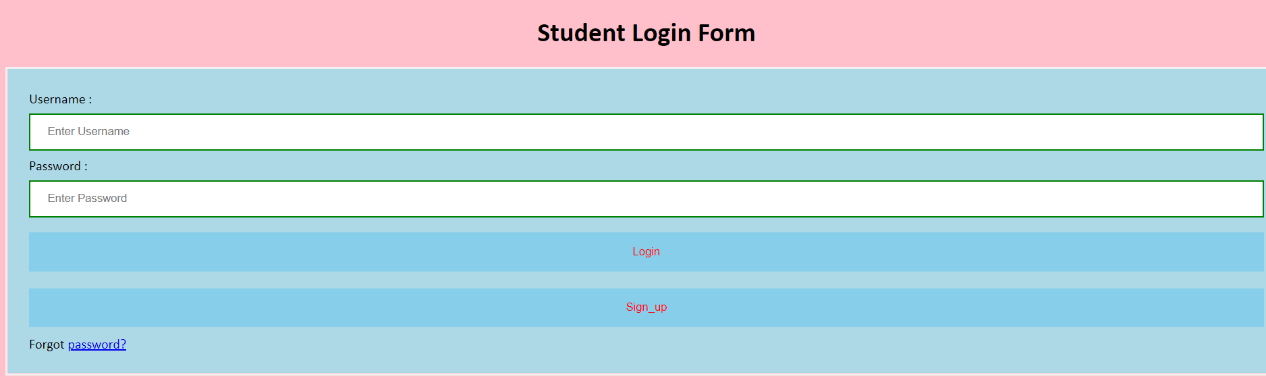 Student Login Form
Username :
Enter Username
Password :
Enter Password
Login
Sign_up
Forgot password?